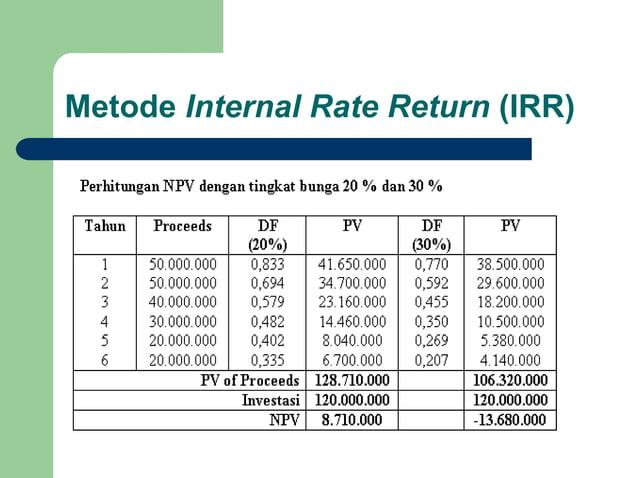 Metode Internal Rate Return (IRR)
Perhitungan NPV dengan tingkat bunga 20 % dan 30 %
Tahun Proceeds DF (20%) PV DF (30%) PV
1 50.000.000 0,833 41.650.000 0,770 38.500.000
2 50.000.000 0,694 34.700.000 0,592 29.600.000
3 40.000.000 0,579 23.160.000 0,455 18.200.000
4 30.000.000 0,482 14.460.000 0,350 10.500.000
5 20.000.000 0,402 8.040.000 0,269 5.380.000
6 20.000.000 0,335 6.700.000 0,207 4.140.000
PV of Proceeds 128.710.000 106.320.000
Investasi 120.000.000 120.000.000
NPV 8.710.000 -13.680.000